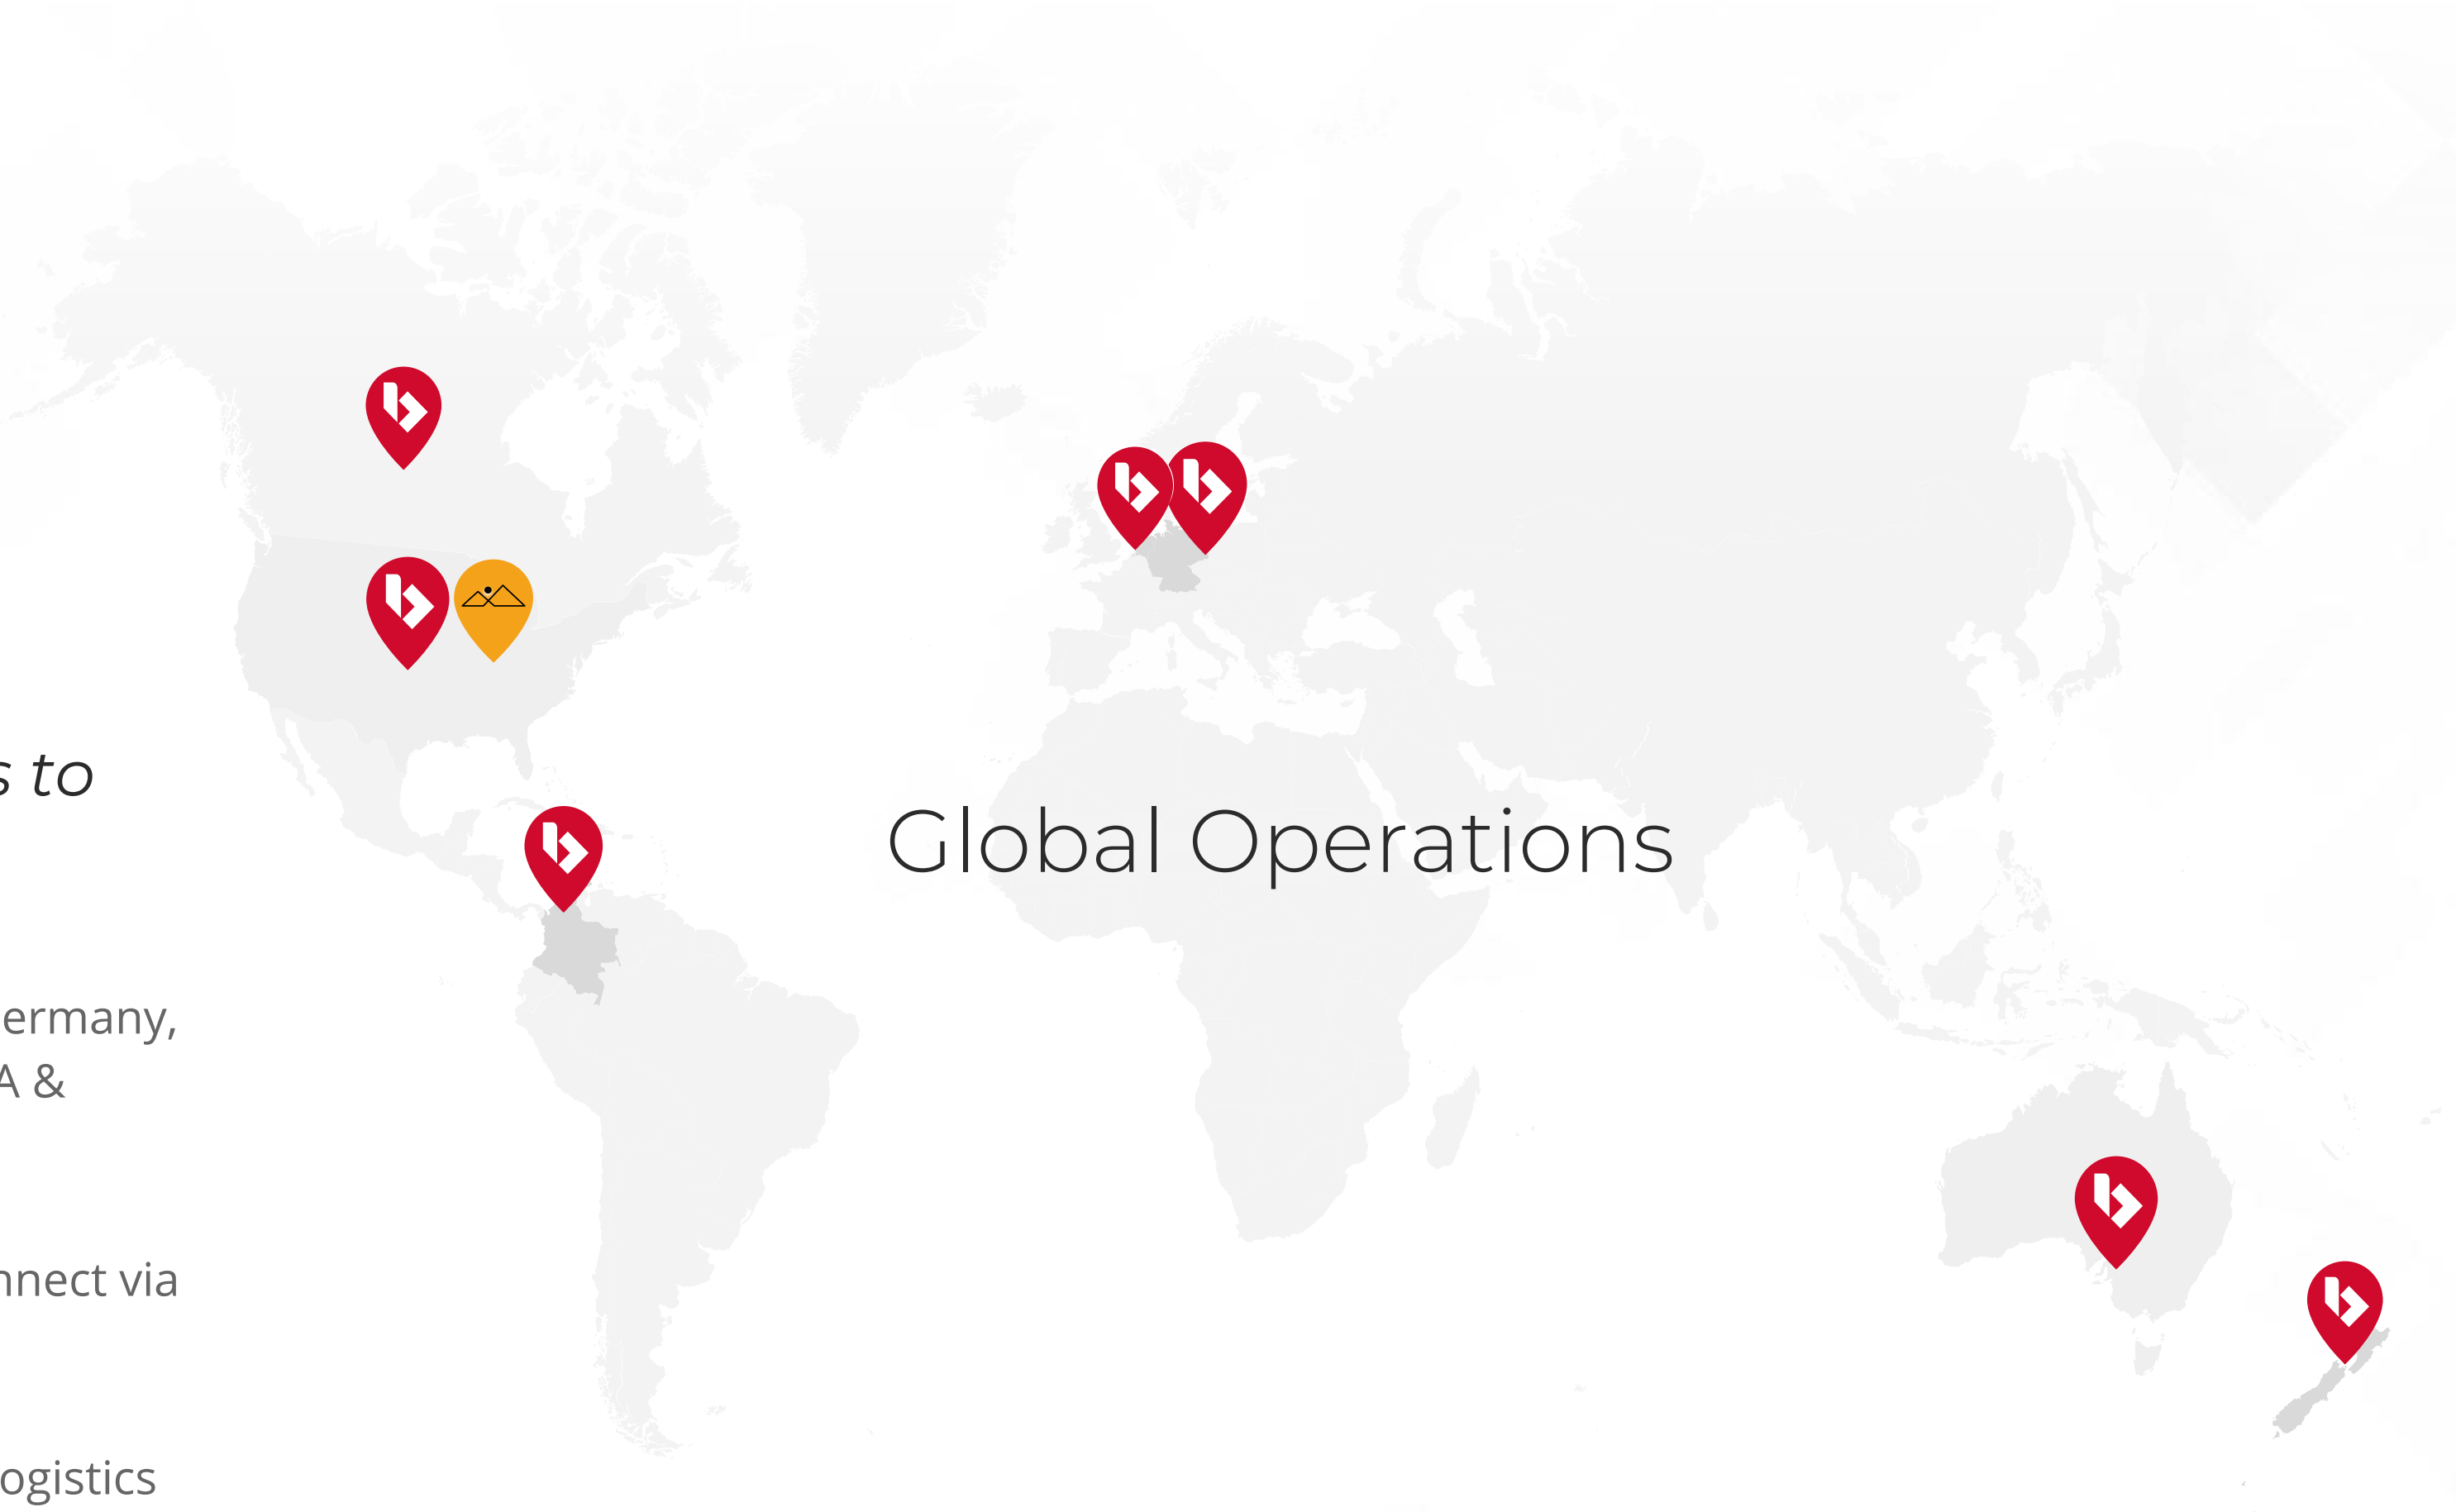 s to
Global Operations
ermany,
A &
nnect via
ogistics